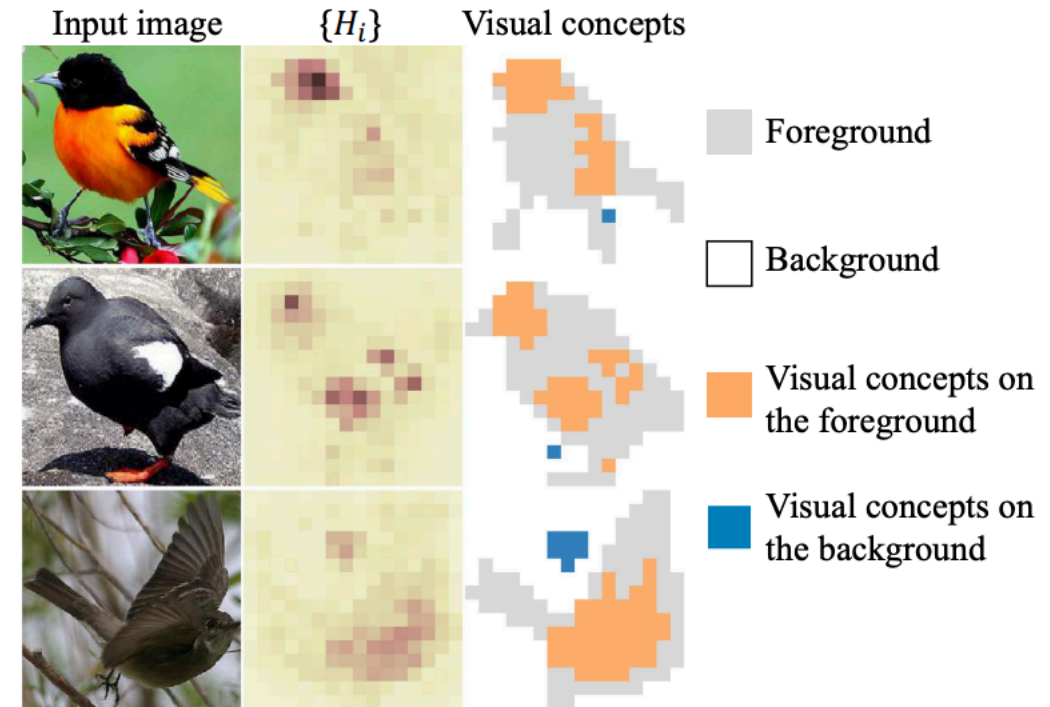 Input image
{H_i}
Visual concepts
Foreground
Background
Visual concepts on
the foreground
Visual concepts on
the background